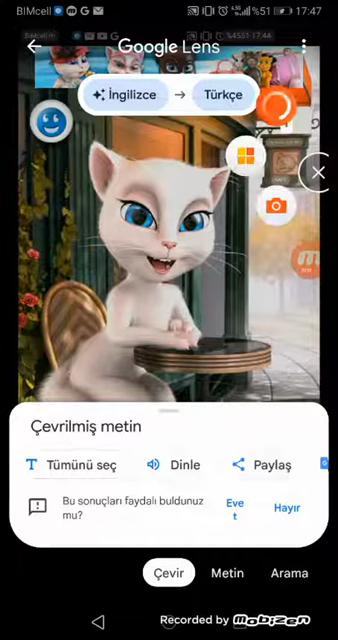 BIMcell
%51
17:47
Google Lens
İngilizce → Türkçe
Çevrilmiş metin
Tümünü seç
Dinle
Paylaş
Bu sonuçları faydalı buldunuz
mu?
Eve
t
Hayır
Çevir
Metin
Arama
Recorded by mobizen